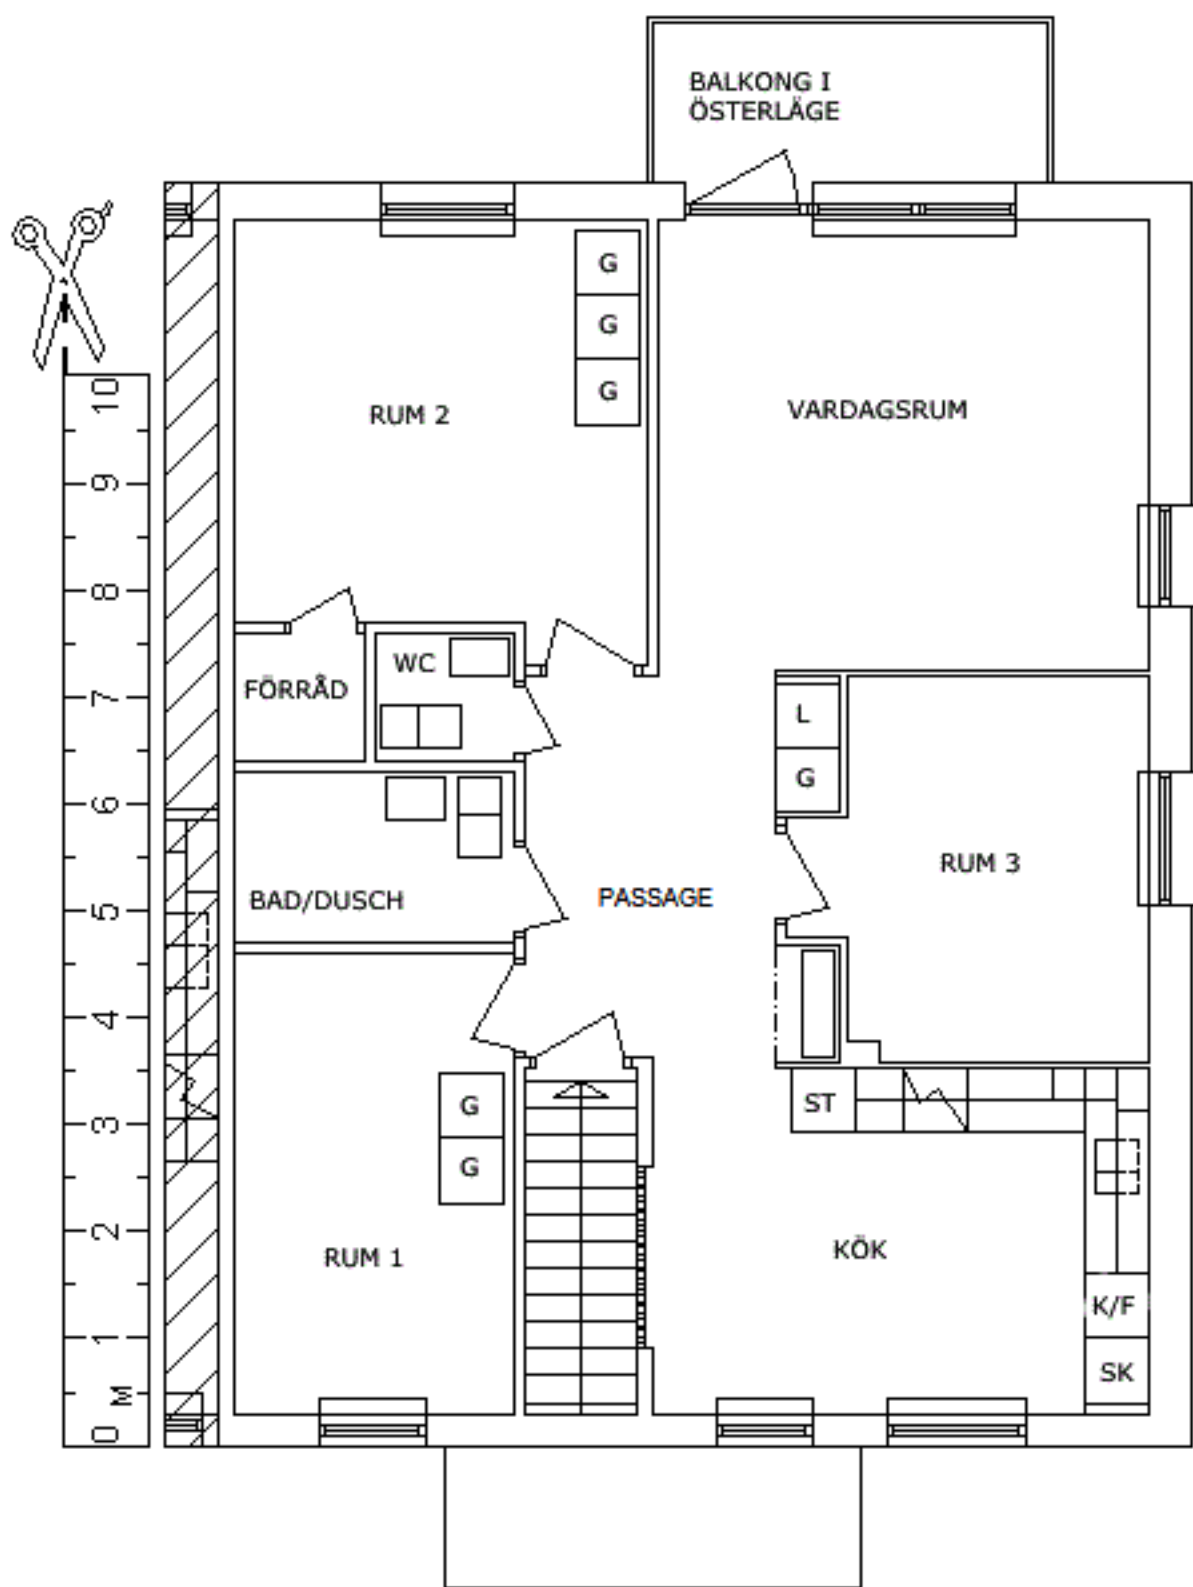 BALKONG I
ÖSTERLÄGE
G
G
G
RUM 2
VARDAGSRUM
10
9
8
7
6
5
4
3
2
1
M
0
WC
FÖRRÅD
L
G
RUM 3
BAD/DUSCH
PASSAGE
G
G
ST
RUM 1
KÖK
K/F
SK